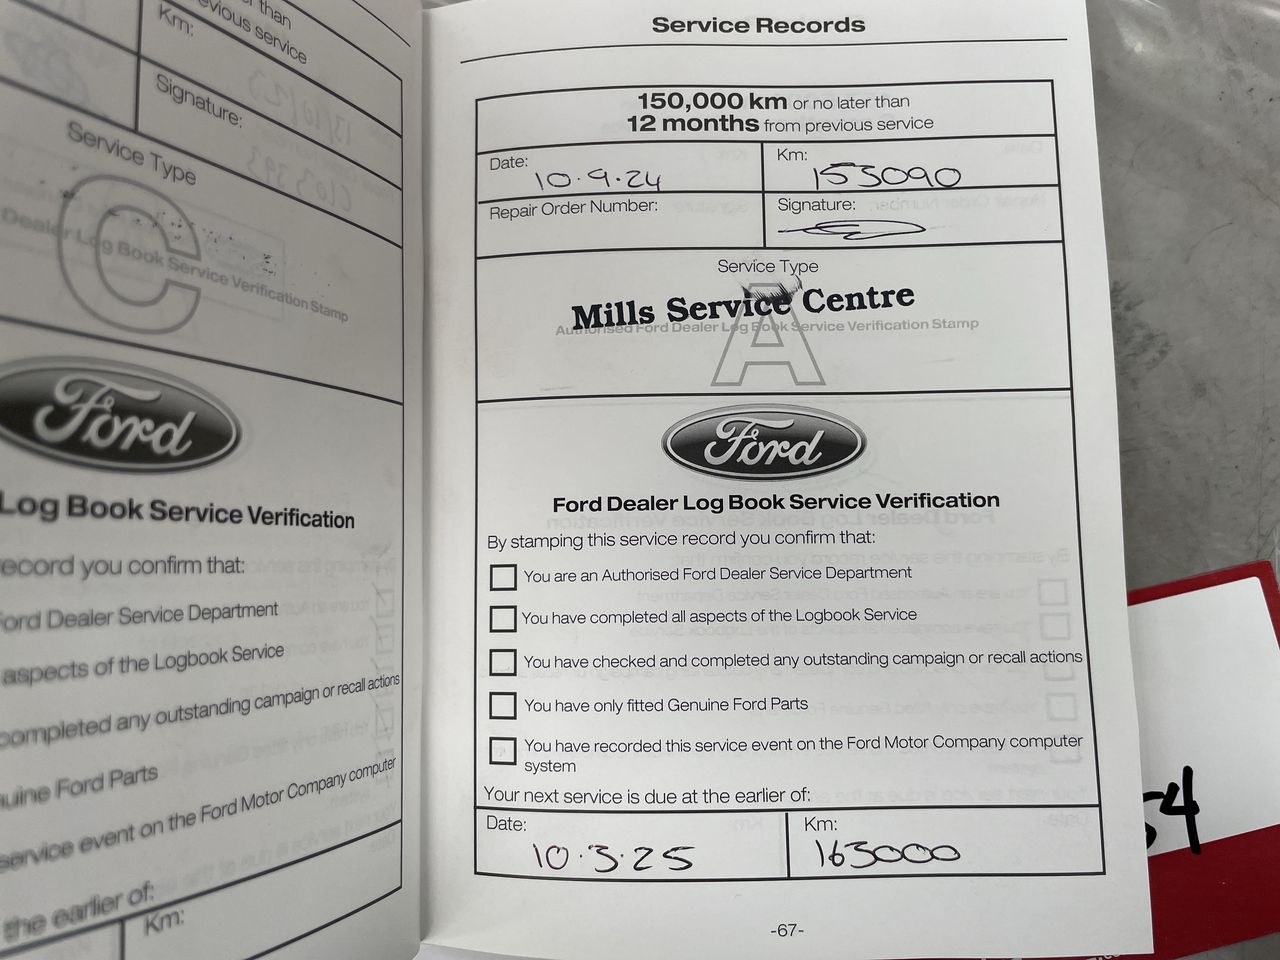 than
evious service
Km:
Signature:
Service Type
C
Dealer Log Book Service Verification Stamp
Ford
Log Book Service Verification
ecord you confirm that:
Ford Dealer Service Department
aspects of the Logbook Service
completed any outstanding campaign or recall actions
uine Ford Parts
service event on the Ford Motor Company computer
the earlier of:
Km:
Service Records
150,000 km or no later than
12 months from previous service
Date:
10.9.24
Km:
153090
Repair Order Number:
Signature:
Service Type
A
Mills Service Centre
Authorised Ford Dealer Log Book Service Verification Stamp
Ford
Ford Dealer Log Book Service Verification
By stamping this service record you confirm that:
You are an Authorised Ford Dealer Service Department
You have completed all aspects of the Logbook Service
You have checked and completed any outstanding campaign or recall actions
You have only fitted Genuine Ford Parts
You have recorded this service event on the Ford Motor Company computer
system
Your next service is due at the earlier of:
Date:
10.3.25
Km:
163000
-67-
54